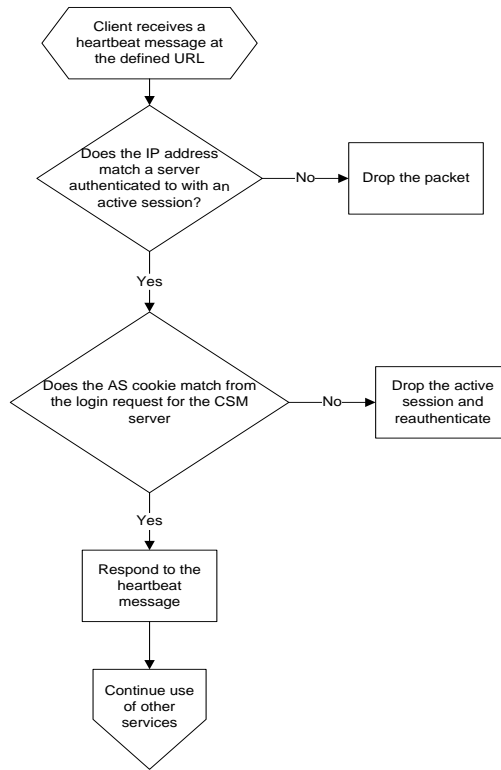 Client receives a
heartbeat message at
the defined URL
Does the IP address
match a server
authenticated to with an
active session?
No
Drop the packet
Yes
Does the AS cookie match from
the login request for the CSM
server
No
Drop the active
session and
reauthenticate
Yes
Respond to the
heartbeat
message
Continue use
of other
services